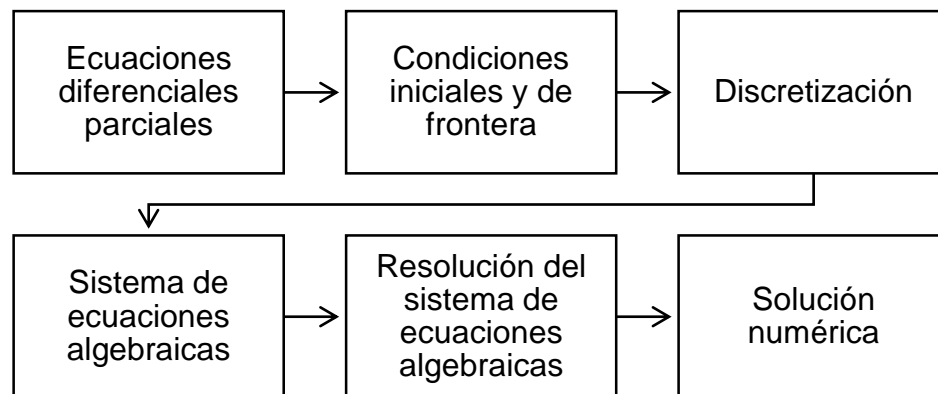 Ecuaciones
diferenciales
parciales
Condiciones
iniciales y de
frontera
Discretización
Sistema de
ecuaciones
algebraicas
Resolución del
sistema de
ecuaciones
algebraicas
Solución
numérica